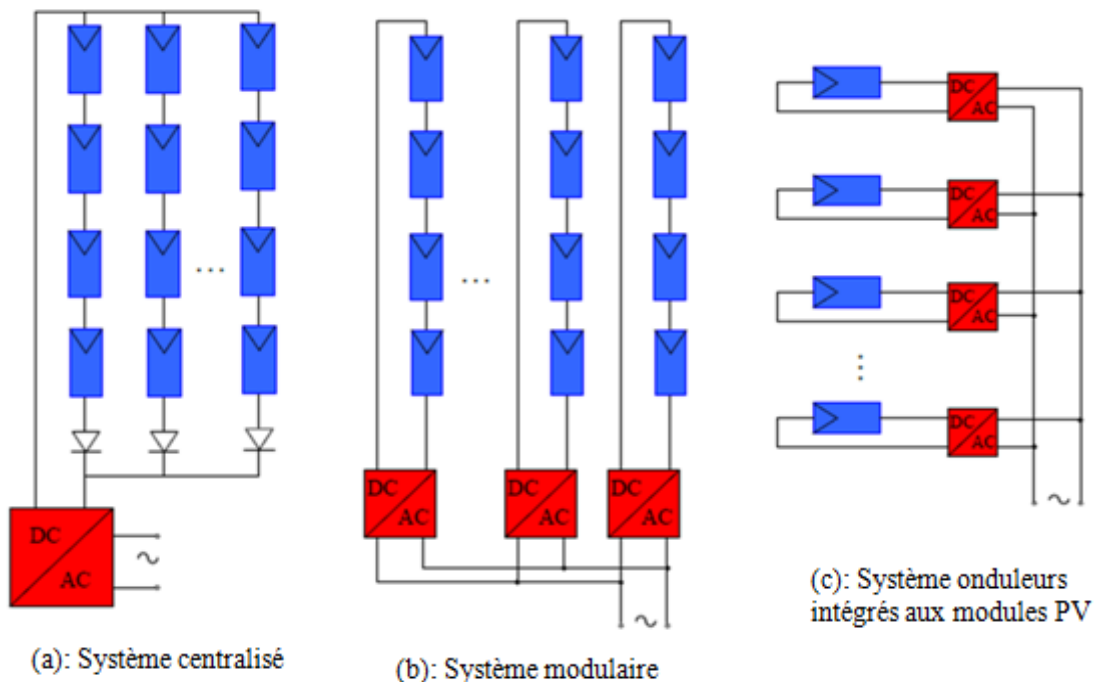 DC
AC
(a): Système centralisé
DC
AC
DC
AC
DC
AC
(b): Système modulaire
DC
AC
DC
AC
DC
AC
DC
AC
(c): Système onduleurs
intégrés aux modules PV